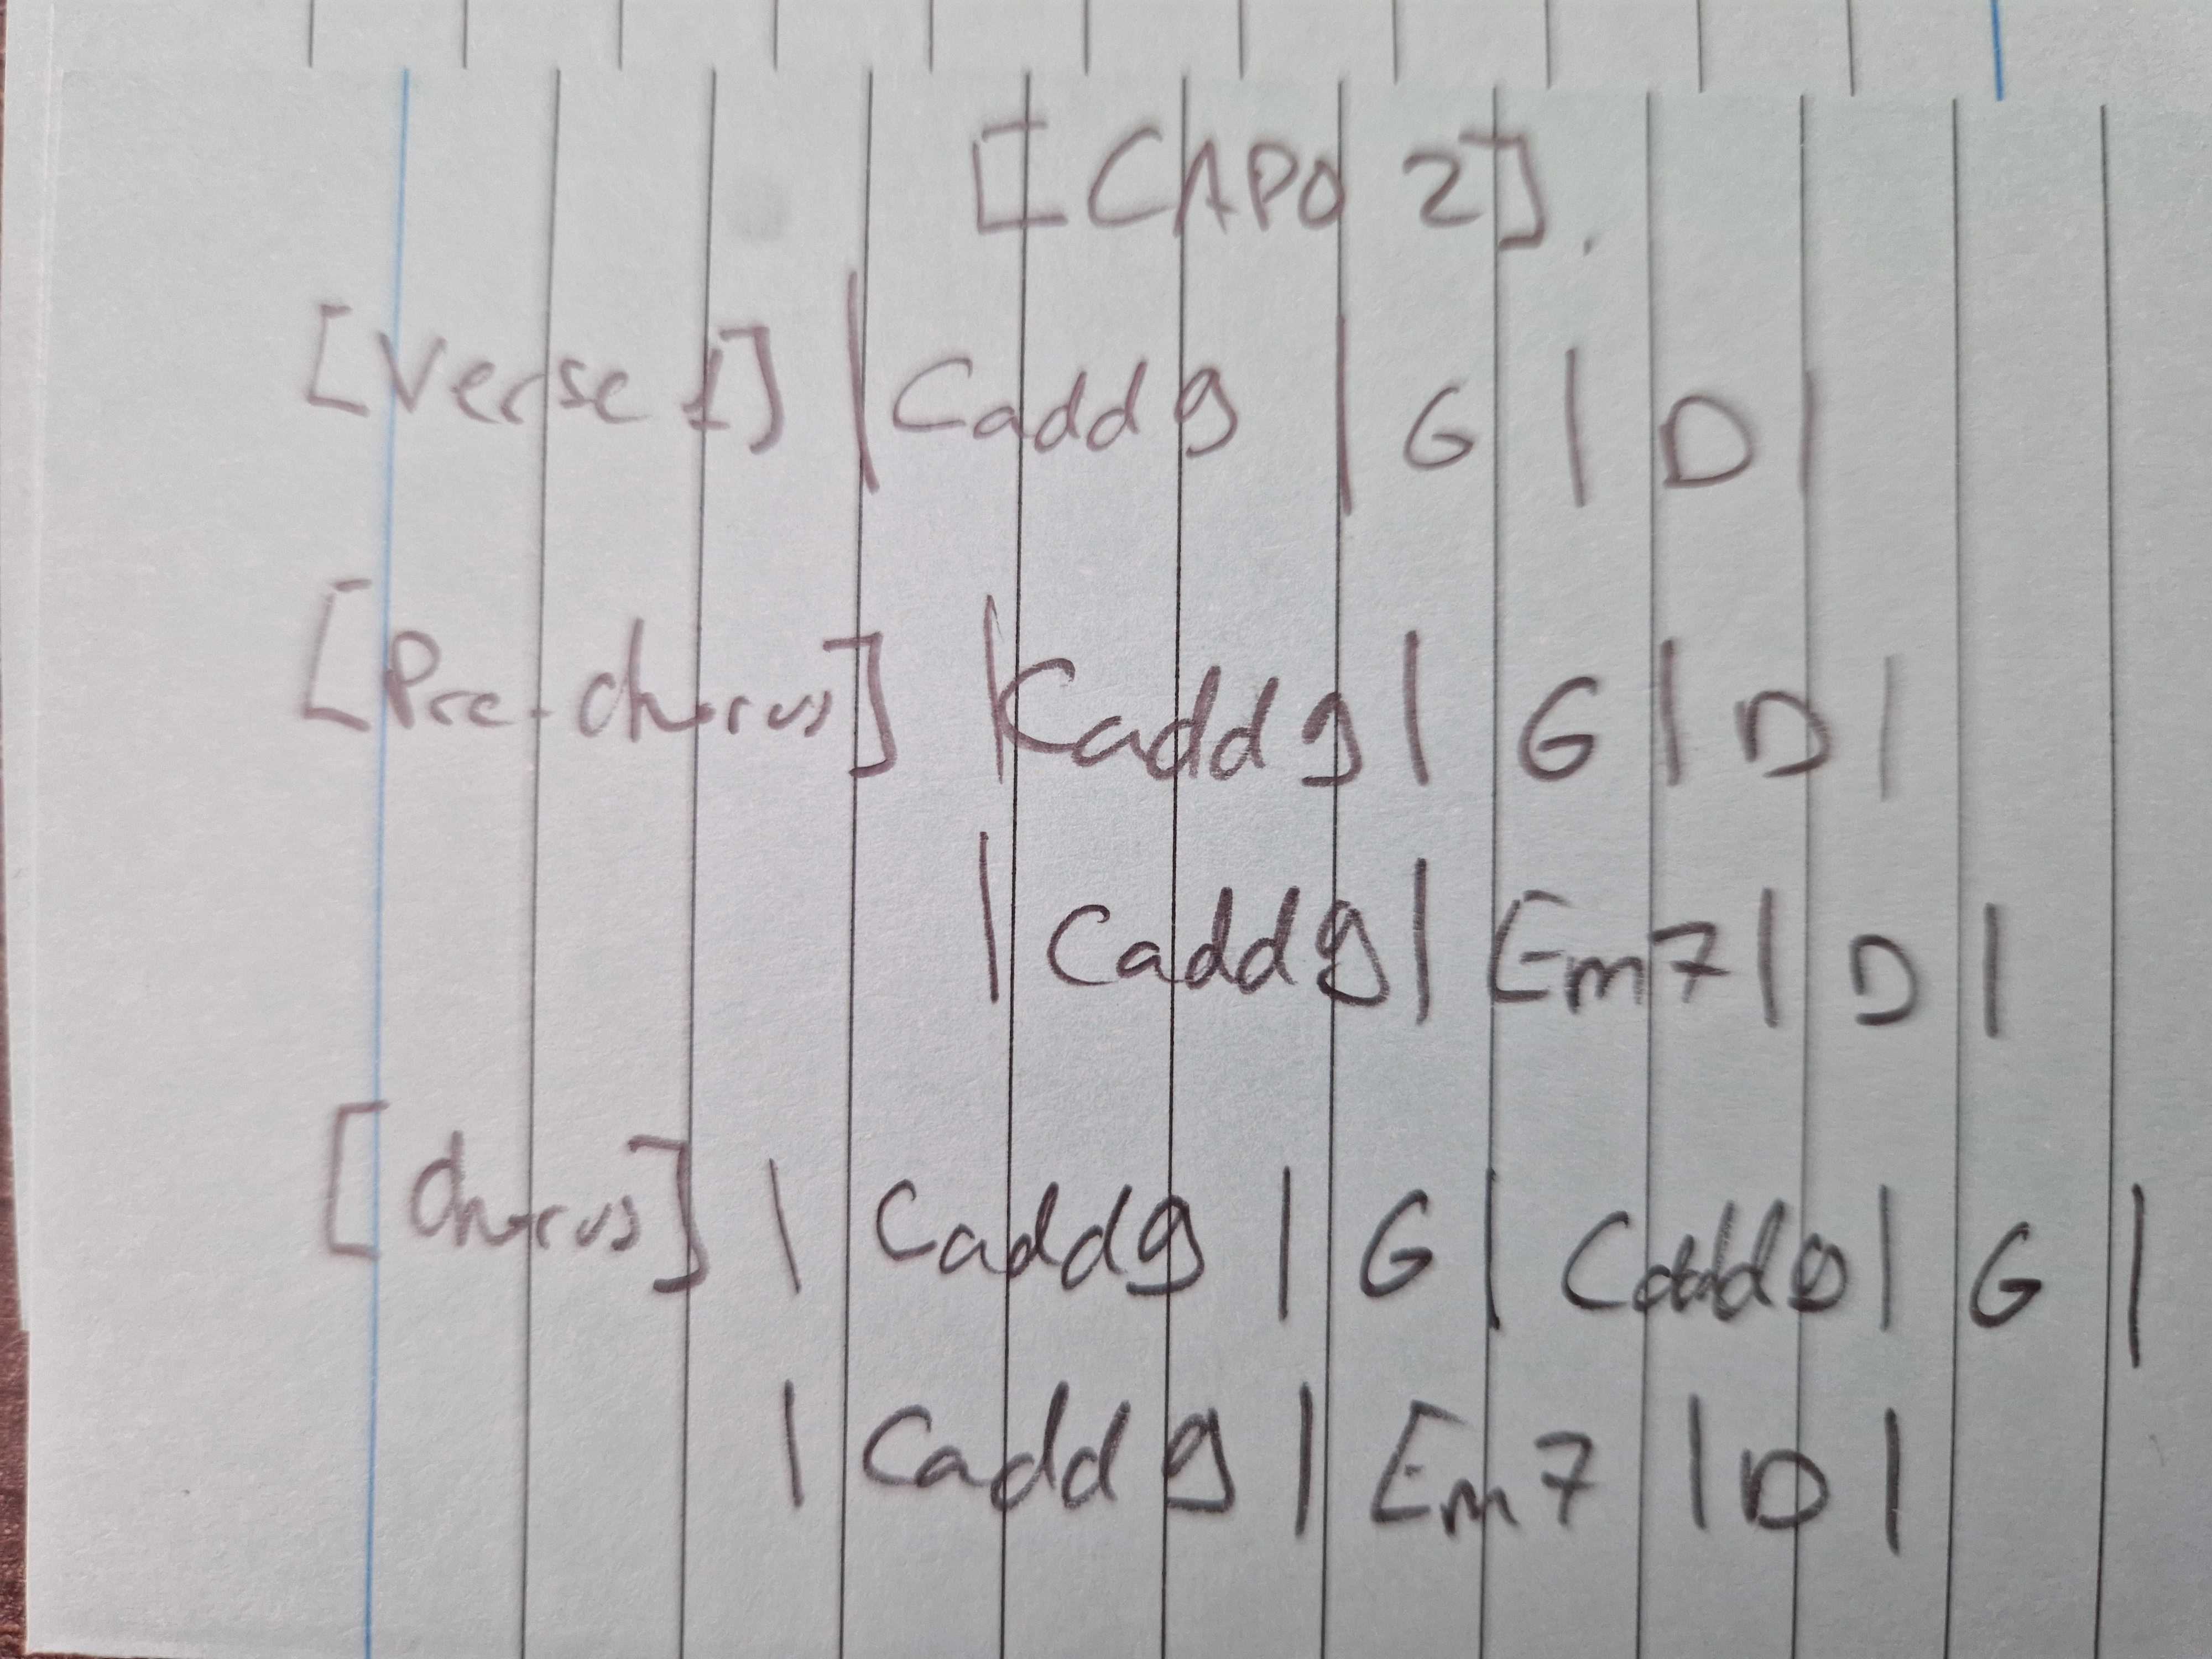 [CAPO 2].
[Verse 1] | Cadd9 | G | D |
[Pre-chorus] | Cadd9 | G | D |
| Cadd9 | Em7 | D |
[Chorus] | Cadd9 | G | Cadd9 | G |
| Cadd9 | Em7 | D |